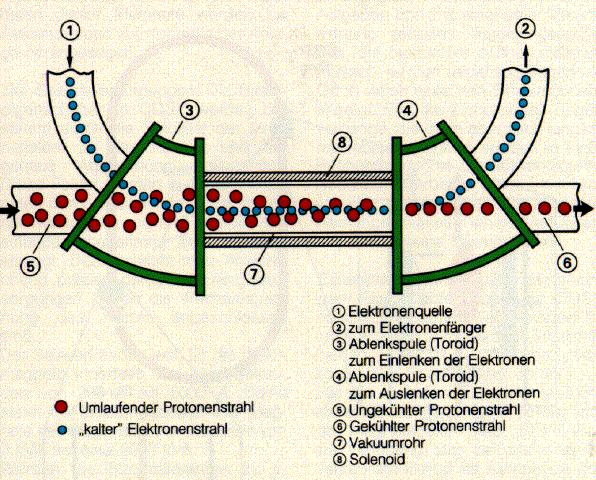 ①
②
③
④
⑧
⑤
⑦
⑥
① Elektronenquelle
② zum Elektronenfänger
③ Ablenkspule (Toroid)
zum Einlenken der Elektronen
④ Ablenkspule (Toroid)
zum Auslenken der Elektronen
⑤ Ungekühlter Protonenstrahl
⑥ Gekühlter Protonenstrahl
⑦ Vakuumrohr
⑧ Solenoid
Umlaufender Protonenstrahl
„kalter" Elektronenstrahl